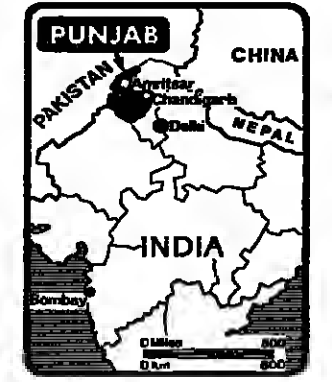 PUNJAB
CHINA
PAKISTAN
Amritsar
Chandigarh
Delhi
NEPAL
INDIA
Bombay
0 Miles 500
0 Km 800